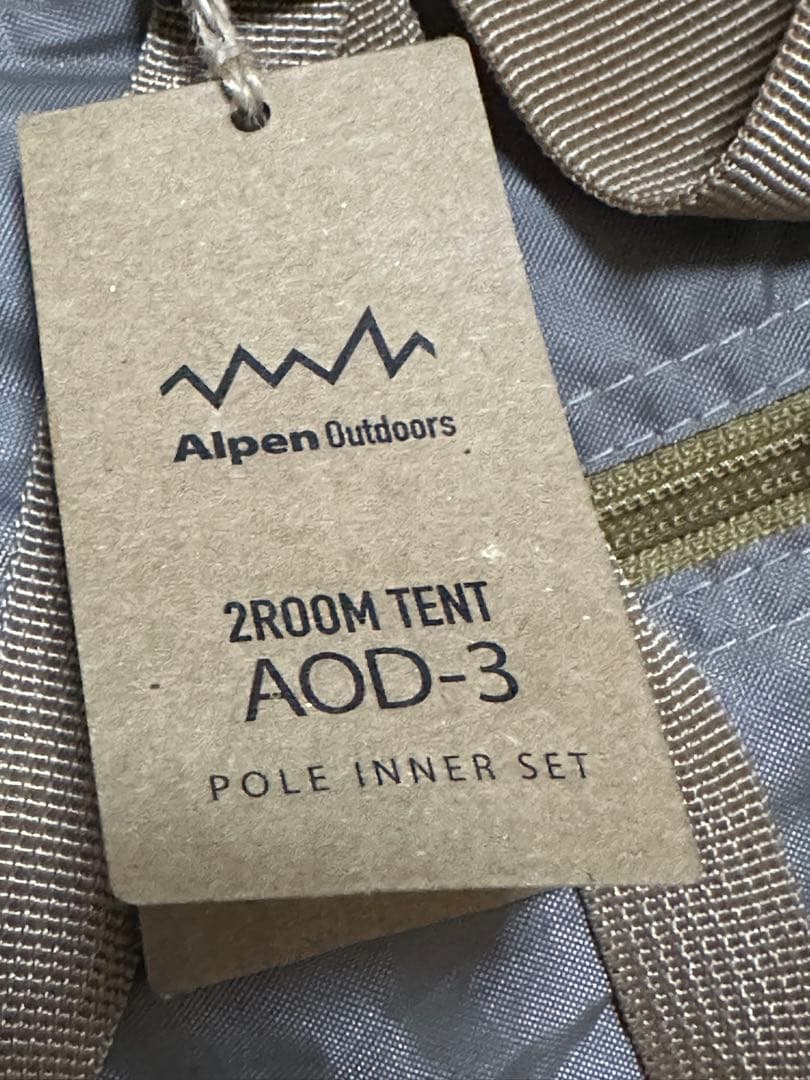 Alpen Outdoors
2ROOM TENT
AOD-3
POLE INNER SET